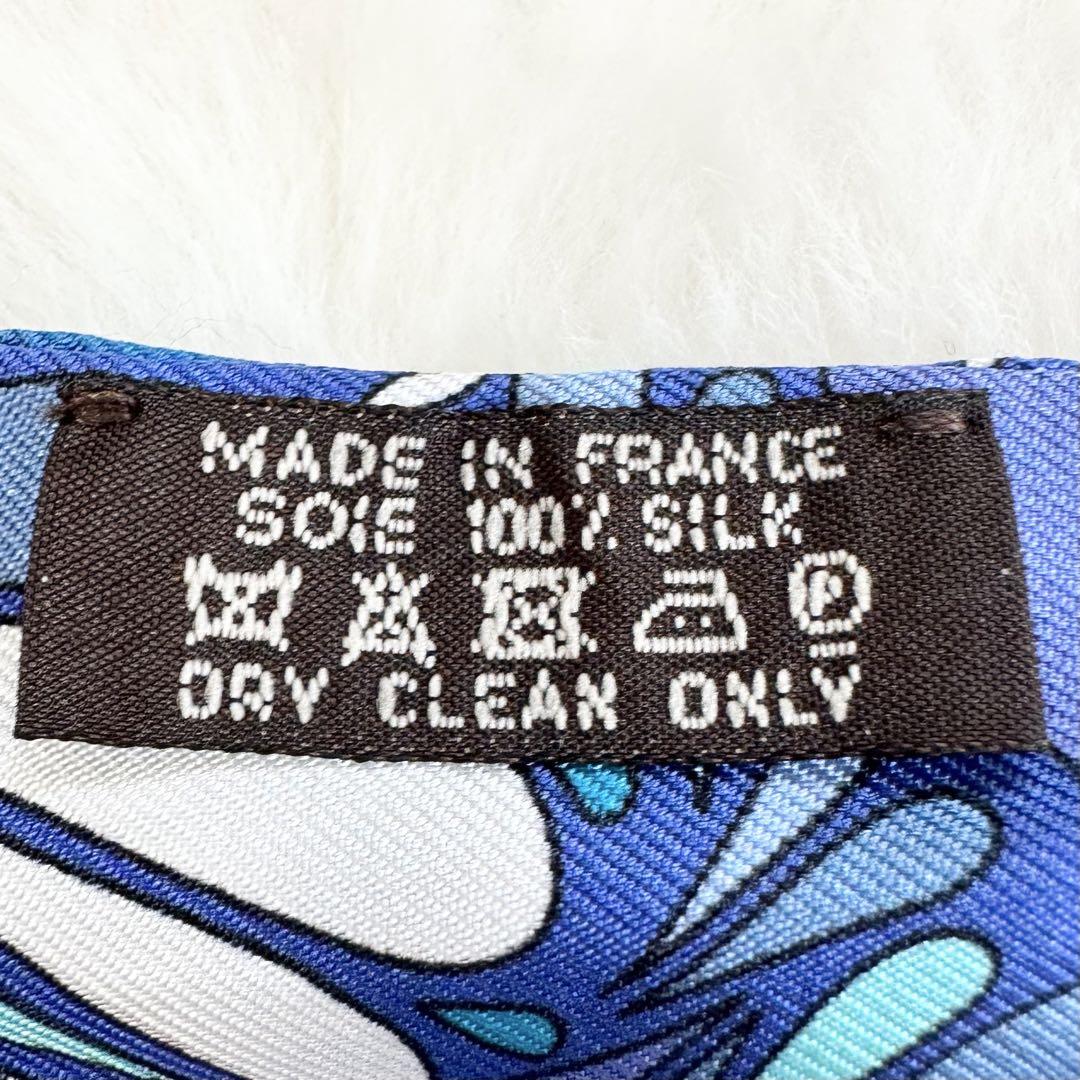 MADE IN FRANCE
SOIE 100% SILK
P
DRY CLEAN ONLY